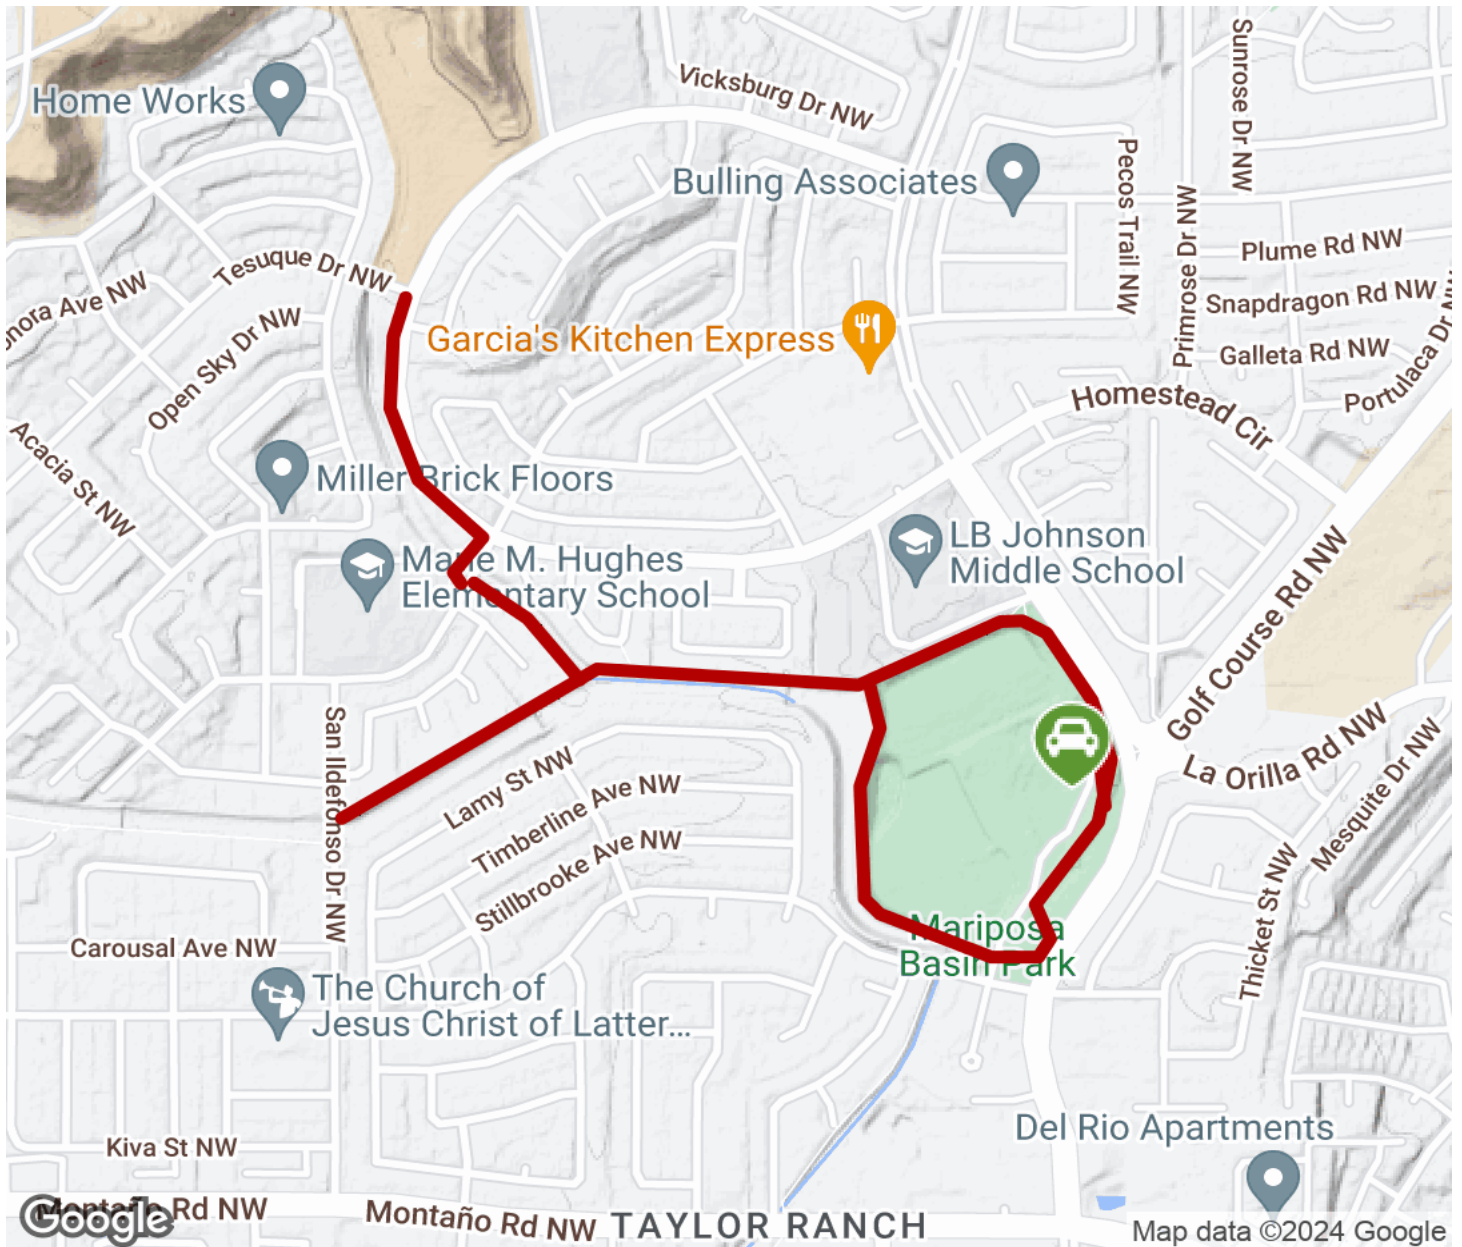 Vicksburg Dr NW
Sunrose Dr NW
Home Works
Bulling Associates
Pecos Trail NW
Primrose Dr NW
Plume Rd NW
Tesuque Dr NW
Snapdragon Rd NW
Open Sky Dr NW
Garcia's Kitchen Express
Galleta Rd NW
Portulaca Dr NW
Homestead Cir
Acacia St NW
Miller Brick Floors
LB Johnson
Middle School
Marie M. Hughes
Elementary School
Golf Course Rd NW
San Ildefonso Dr NW
La Orilla Rd NW
Lamy St NW
Mesquite Dr NW
Timberline Ave NW
Stillbrooke Ave NW
Thicket St NW
Mariposa
Basin Park
Carousal Ave NW
The Church of
Jesus Christ of Latter...
Del Rio Apartments
Kiva St NW
Montaño Rd NW
Montaño Rd NW
TAYLOR RANCH
Google
Map data ©2024 Google